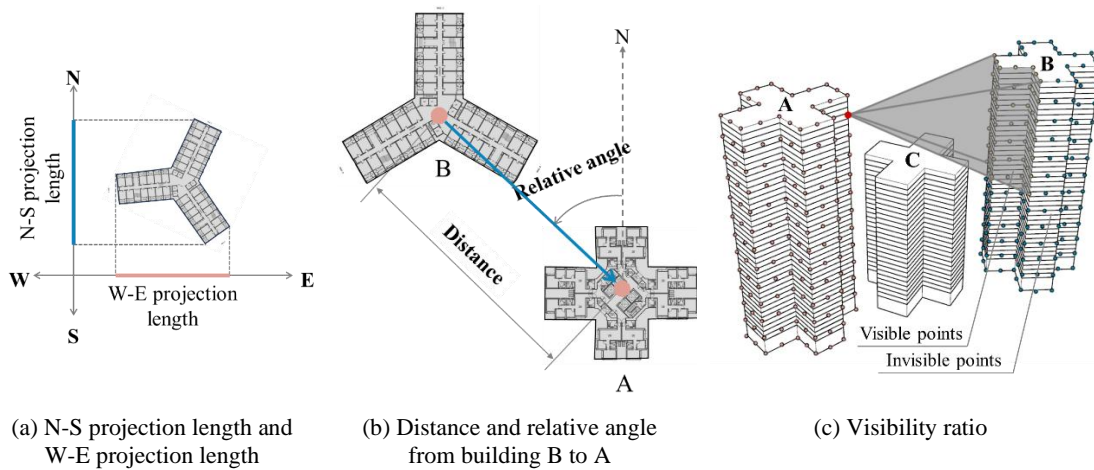 N
N-S projection
length
W
E
W-E projection
length
S
N
B
Relative angle
Distance
A
A
B
C
Visible points
Invisible points
(a) N-S projection length and
W-E projection length
(b) Distance and relative angle
from building B to A
(c) Visibility ratio